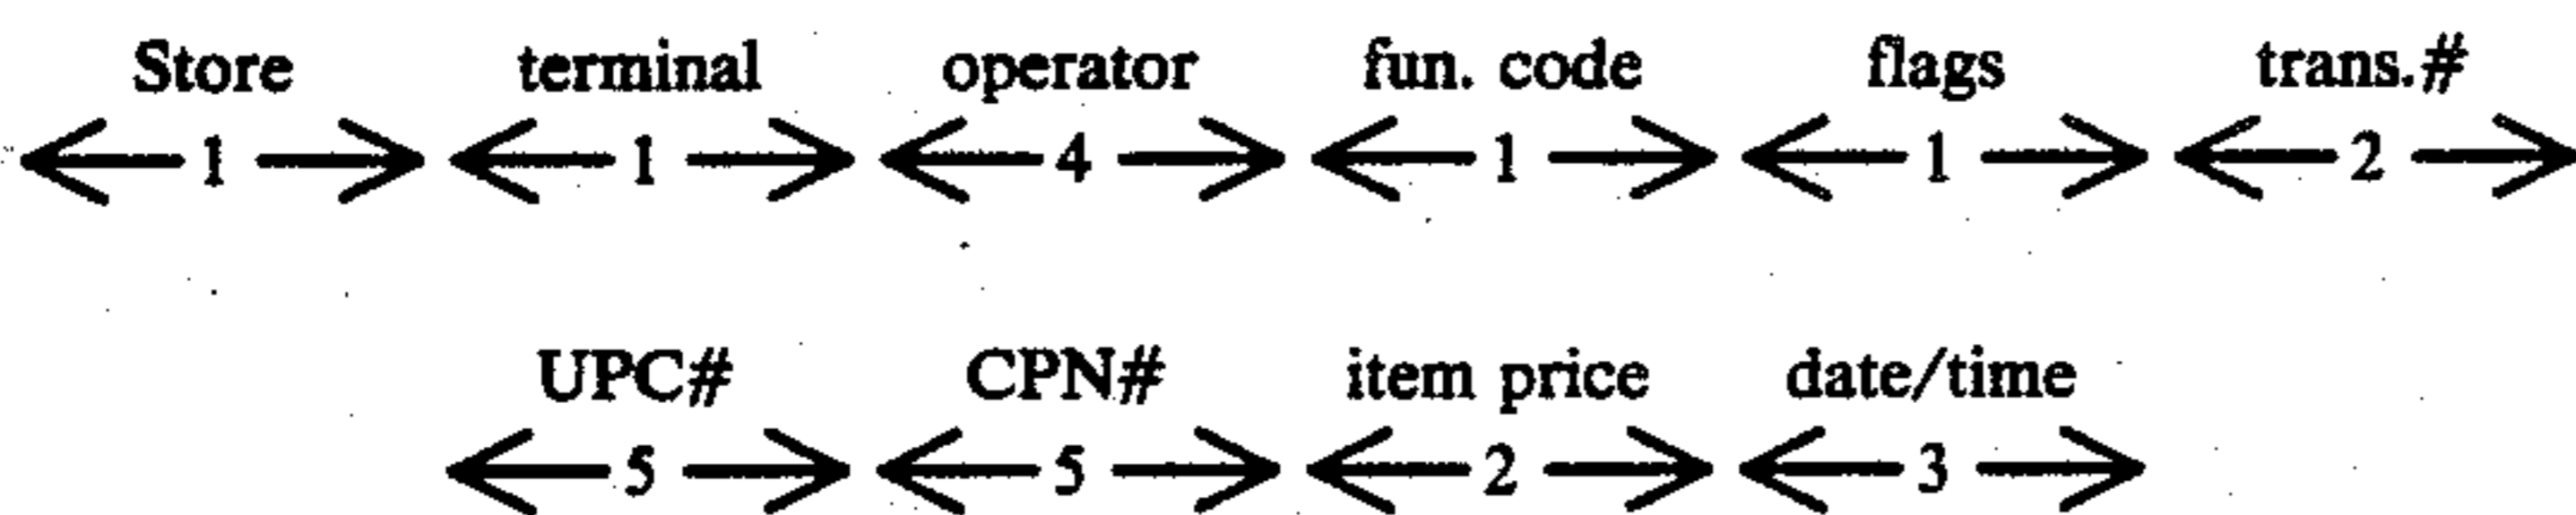 Store terminal operator fun. code flags trans.#
1 1 4 1 1 2
UPC# CPN# item price date/time
5 5 2 3